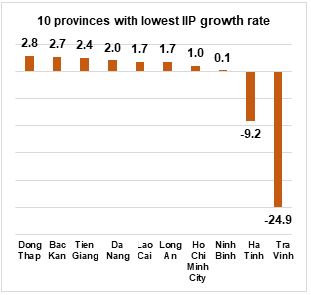 10 provinces with lowest IIP growth rate
2.8 2.7 2.4 2.0 1.7 1.7 1.0 0.1
-9.2
-24.9
Dong Bac Tien Da Lao Long Ho Ninh Ha Tra
Thap Kan Giang Nang Cai An Chi Binh Tinh Vinh
Minh
City